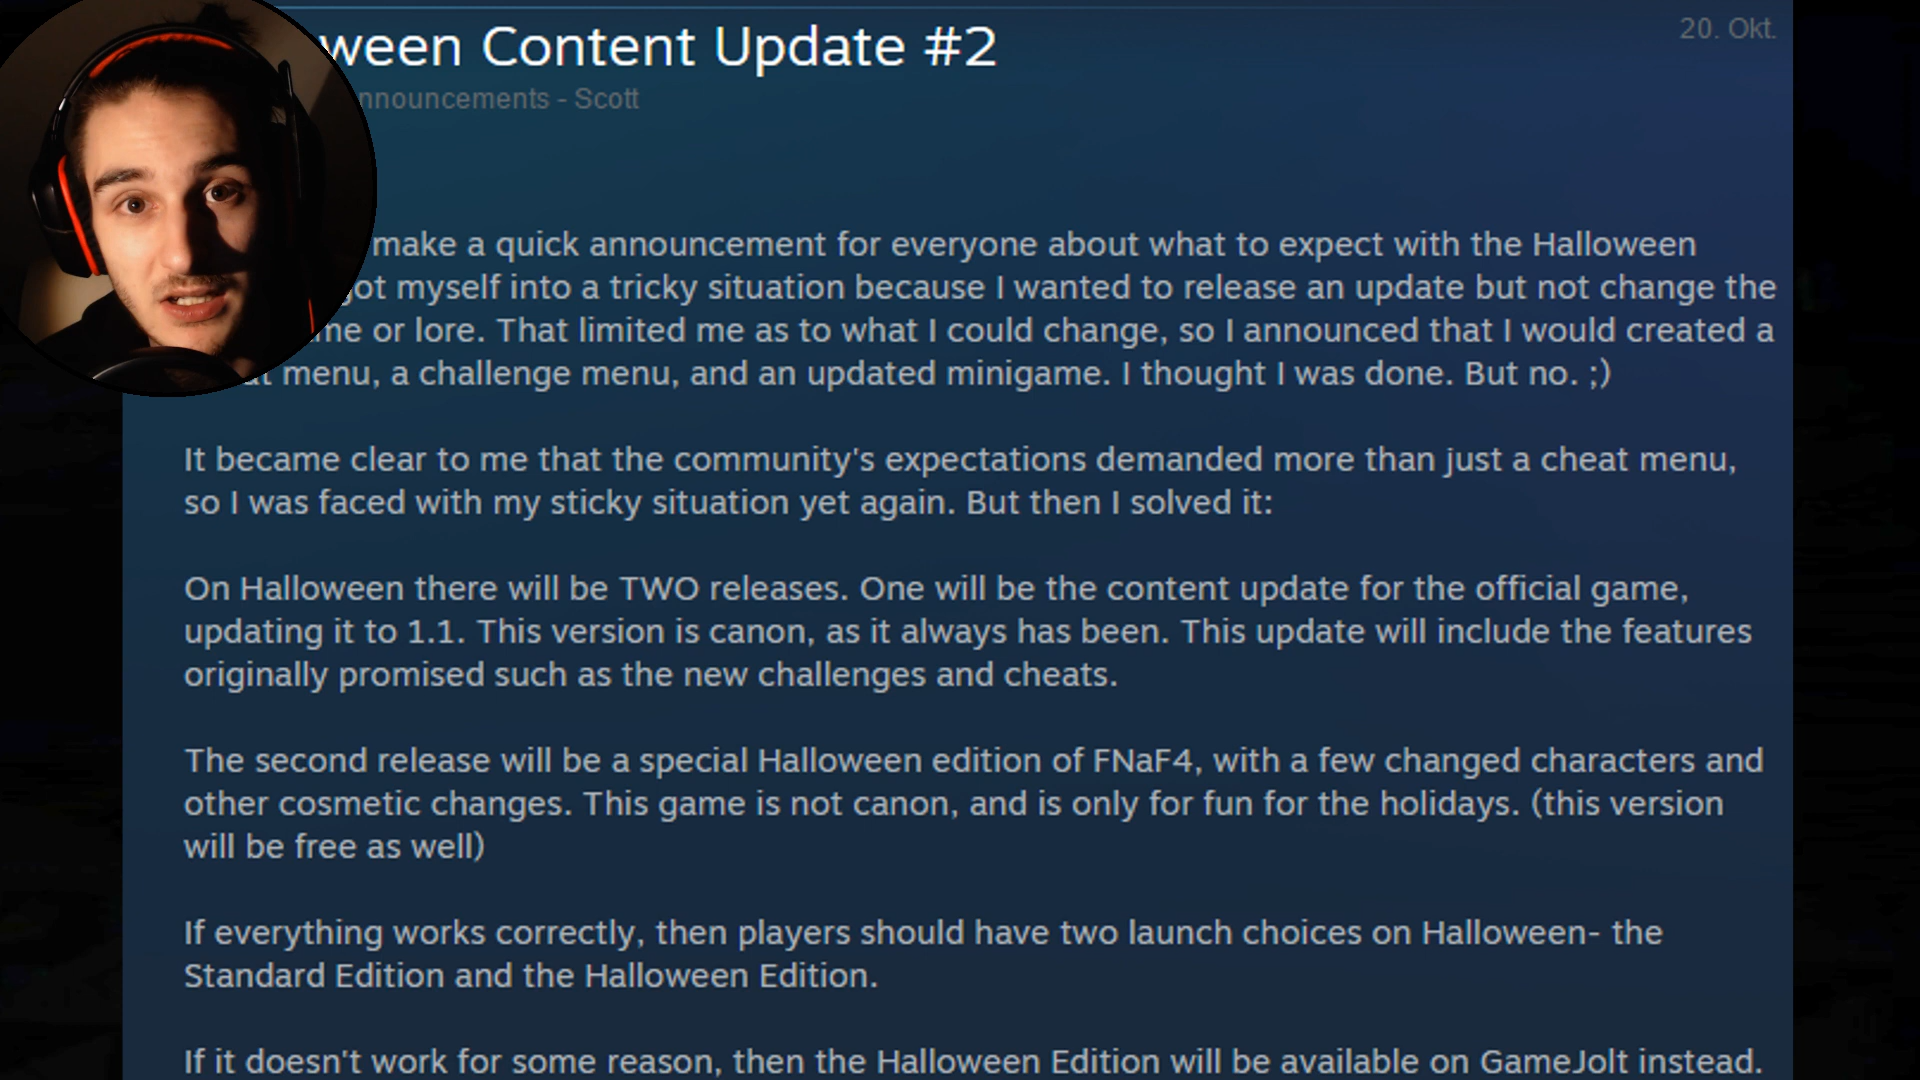 ween Content Update #2
20. Okt.
nnouncements - Scott
make a quick announcement for everyone about what to expect with the Halloween
got myself into a tricky situation because I wanted to release an update but not change the
me or lore. That limited me as to what I could change, so I announced that I would created a
menu, a challenge menu, and an updated minigame. I thought I was done. But no. ;)
It became clear to me that the community's expectations demanded more than just a cheat menu,
so I was faced with my sticky situation yet again. But then I solved it:
On Halloween there will be TWO releases. One will be the content update for the official game,
updating it to 1.1. This version is canon, as it always has been. This update will include the features
originally promised such as the new challenges and cheats.
The second release will be a special Halloween edition of FNaF4, with a few changed characters and
other cosmetic changes. This game is not canon, and is only for fun for the holidays. (this version
will be free as well)
If everything works correctly, then players should have two launch choices on Halloween- the
Standard Edition and the Halloween Edition.
If it doesn't work for some reason, then the Halloween Edition will be available on GameJolt instead.